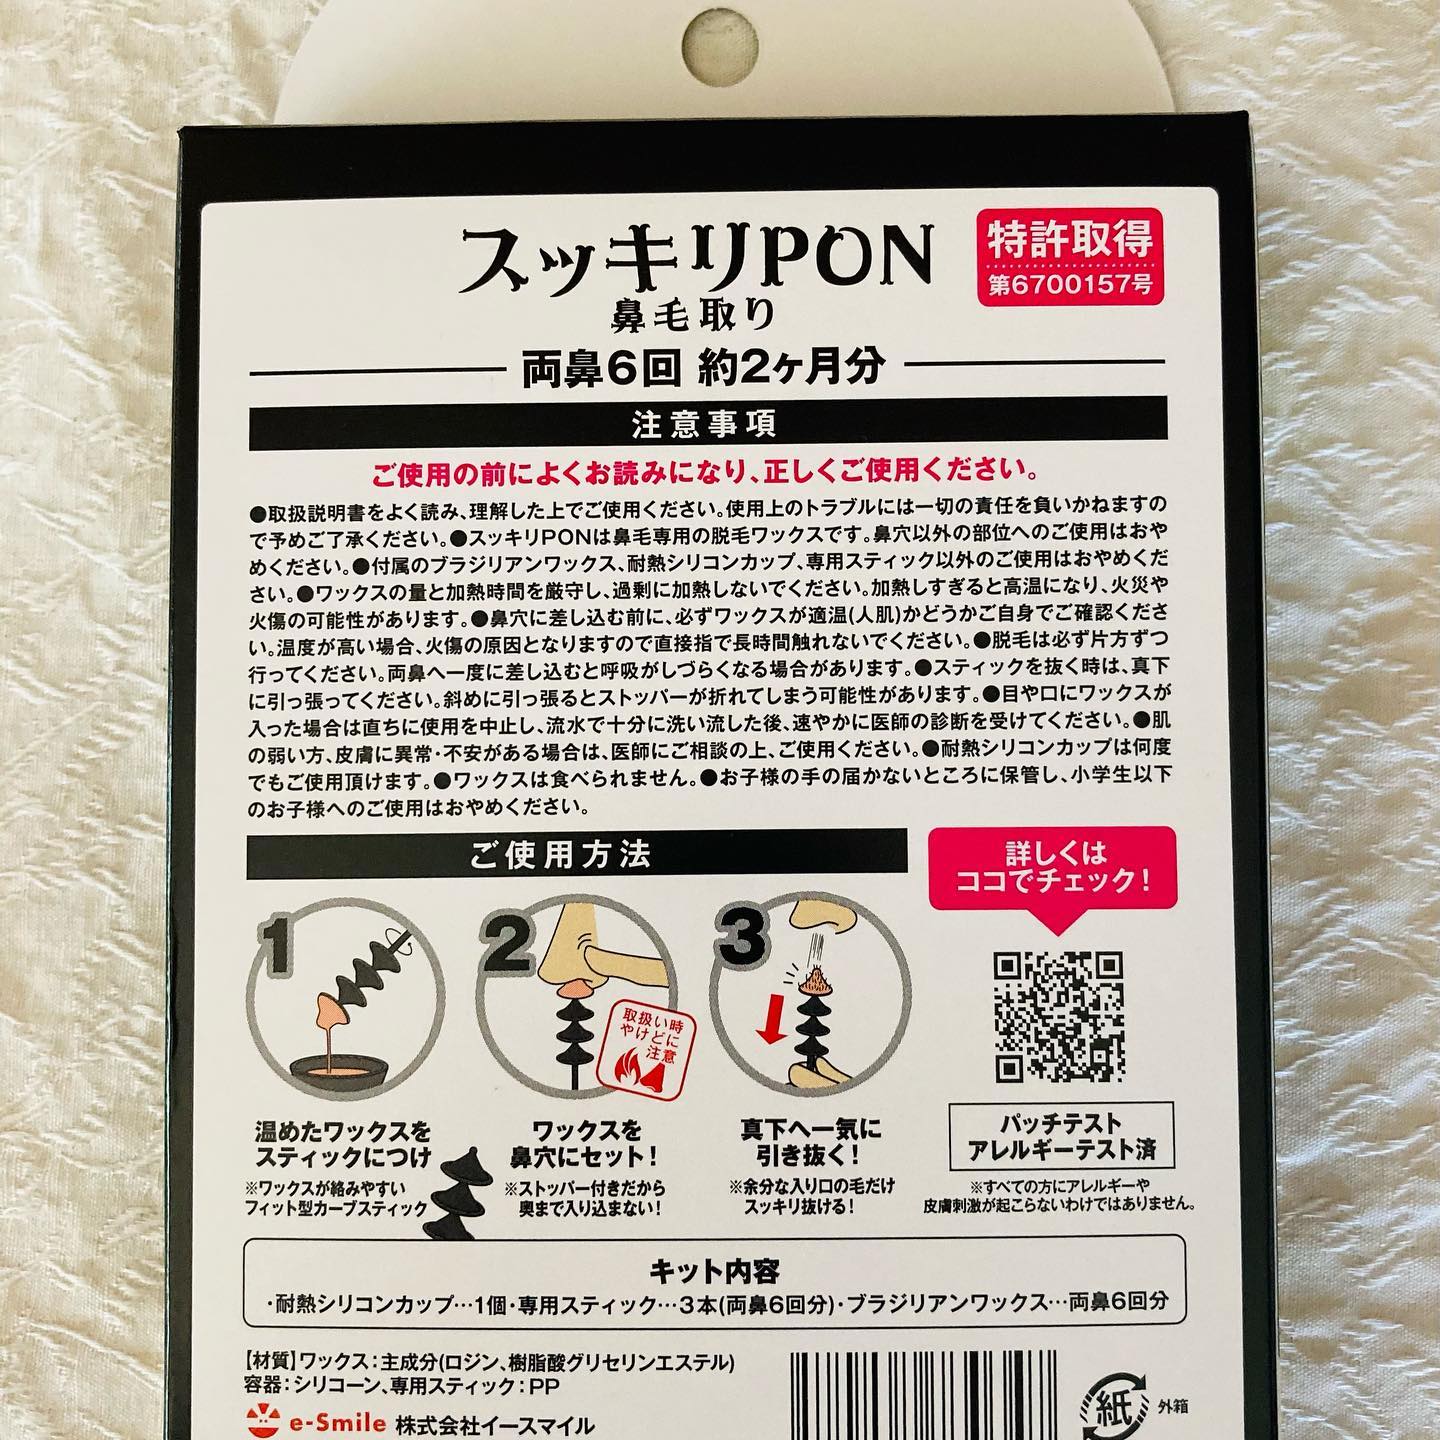 スッキリPON
鼻毛取り
特許取得
第6700157号
両鼻6回 約2ヶ月分
注意事項
ご使用の前によくお読みになり、正しくご使用ください。
●取扱説明書をよく読み、理解した上でご使用ください。使用上のトラブルには一切の責任を負いかねますの
で予めご了承ください。●スッキリPONは鼻毛専用の脱毛ワックスです。鼻穴以外の部位へのご使用はおや
めください。●付属のブラジリアンワックス、耐熱シリコンカップ、専用スティック以外のご使用はおやめくだ
さい。●ワックスの量と加熱時間を厳守し、過剰に加熱しないでください。加熱しすぎると高温になり、火災や
火傷の可能性があります。●鼻穴に差し込む前に、必ずワックスが適温(人肌)かどうかご自身でご確認くださ
い。温度が高い場合、火傷の原因となりますので直接指で長時間触れないでください。●脱毛は必ず片方ずつ
行ってください。両鼻へ一度に差し込むと呼吸がしづらくなる場合があります。●スティックを抜く時は、真下
に引っ張ってください。斜めに引っ張るとストッパーが折れてしまう可能性があります。●目や口にワックスが
入った場合は直ちに使用を中止し、流水で十分に洗い流した後、速やかに医師の診断を受けてください。●肌
の弱い方、皮膚に異常・不安がある場合は、医師にご相談の上、ご使用ください。●耐熱シリコンカップは何度
でもご使用頂けます。●ワックスは食べられません。●お子様の手の届かないところに保管し、小学生以下
のお子様へのご使用はおやめください。
ご使用方法
1
温めたワックスを
スティックにつけ
※ワックスが絡みやすい
フィット型カーブスティック
2
取扱い時
やけどに
注意
ワックスを
鼻穴にセット!
※ストッパー付きだから
奥まで入り込まない!
3
真下へ一気に
引き抜く!
※余分な入り口の毛だけ
スッキリ抜ける!
詳しくは
ココでチェック!
パッチテスト
アレルギーテスト済
※すべての方にアレルギーや
皮膚刺激が起こらないわけではありません。
キット内容
・耐熱シリコンカップ…1個・専用スティック…3本(両鼻6回分)・ブラジリアンワックス…両鼻6回分
【材質】ワックス:主成分(ロジン、樹脂酸グリセリンエステル)
容器:シリコーン、専用スティック:PP
e-Smile 株式会社イースマイル
紙 外箱